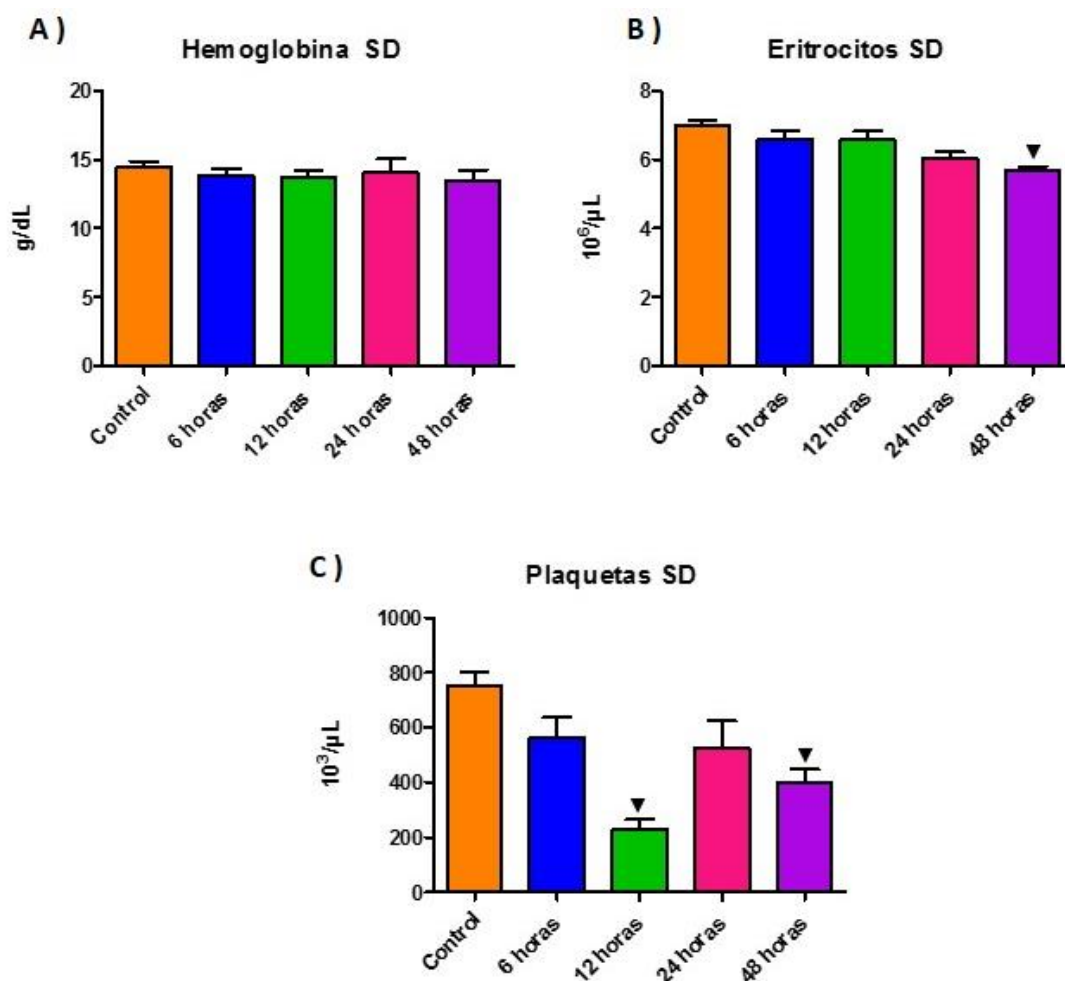 A )
Hemoglobina SD
20
15
10
5
0
g/dL
Control
6 horas
12 horas
24 horas
48 horas
B )
Eritrocitos SD
8
6
4
2
0
10⁶/µL
Control
6 horas
12 horas
24 horas
48 horas
C )
Plaquetas SD
1000
800
600
400
200
0
10³/µL
Control
6 horas
12 horas
24 horas
48 horas